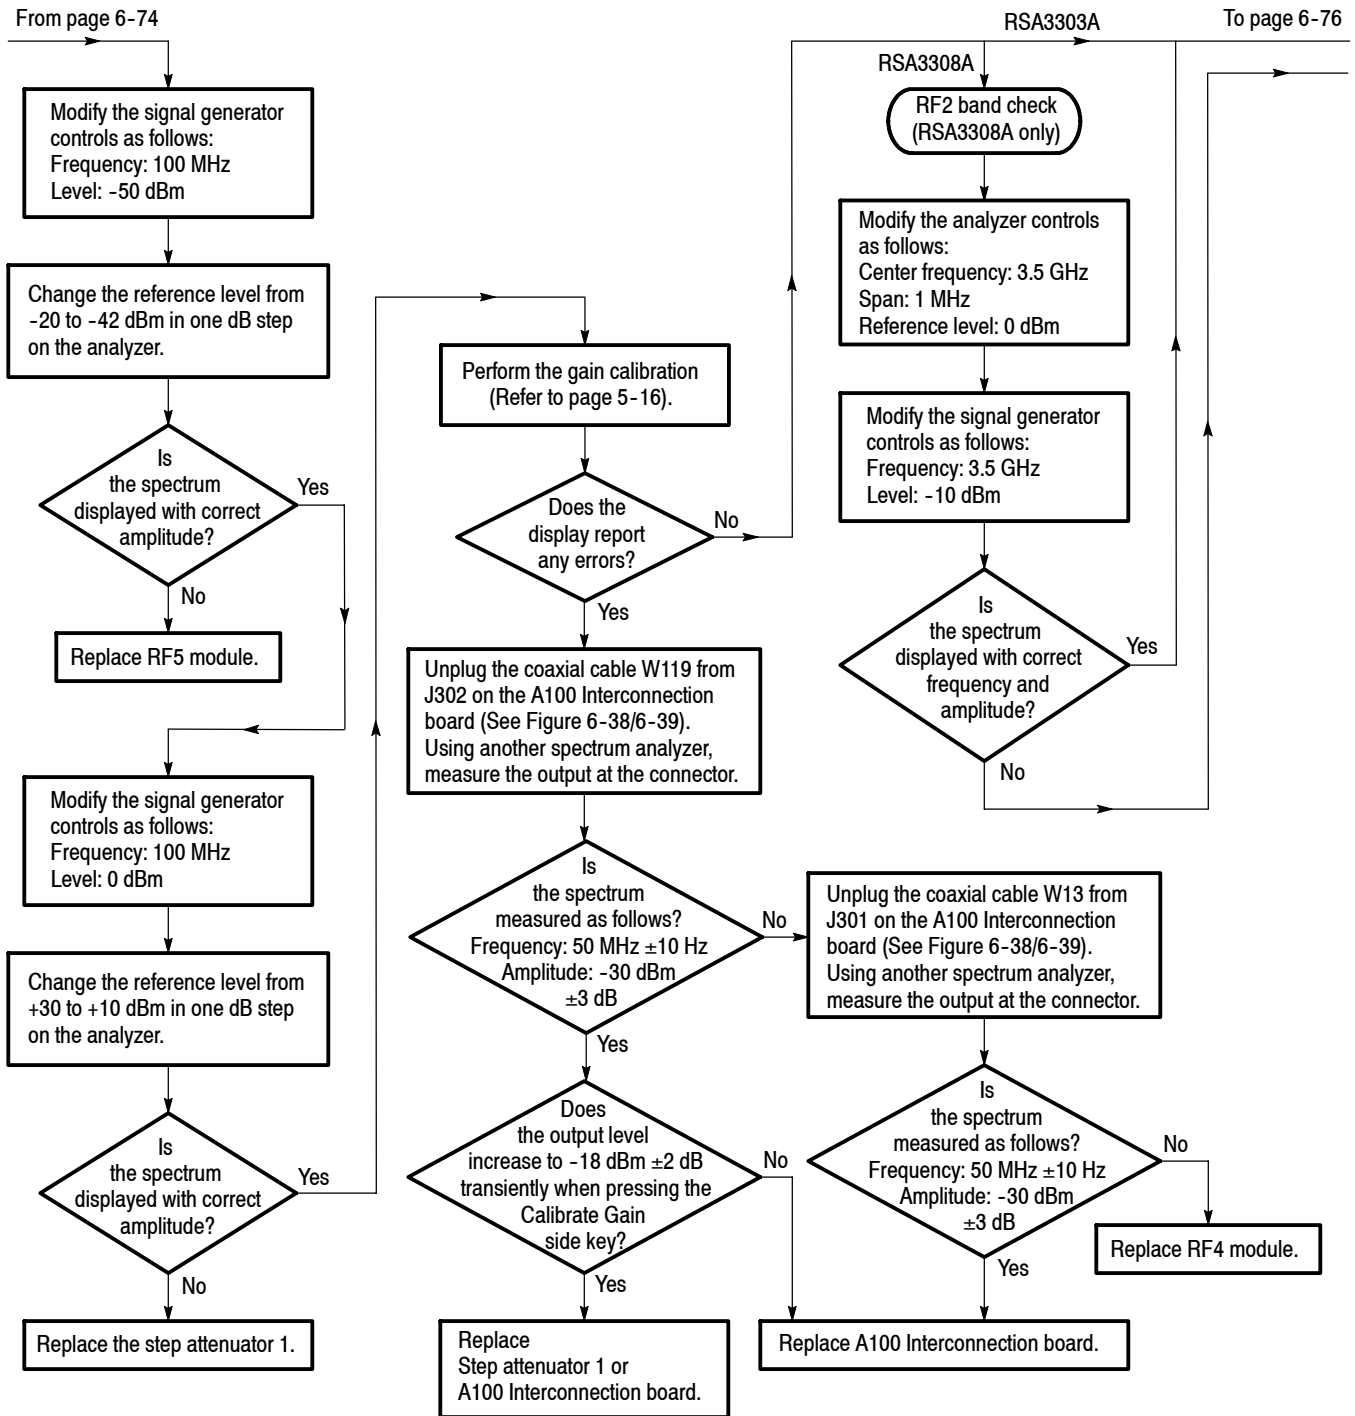 From page 6-74
Modify the signal generator
controls as follows:
Frequency: 100 MHz
Level: -50 dBm
Change the reference level from
-20 to -42 dBm in one dB step
on the analyzer.
Is
the spectrum
displayed with correct
amplitude?
Yes
No
Replace RF5 module.
Modify the signal generator
controls as follows:
Frequency: 100 MHz
Level: 0 dBm
Change the reference level from
+30 to +10 dBm in one dB step
on the analyzer.
Is
the spectrum
displayed with correct
amplitude?
Yes
No
Replace the step attenuator 1.
Perform the gain calibration
(Refer to page 5-16).
Does the
display report
any errors?
No
Yes
Unplug the coaxial cable W119 from
J302 on the A100 Interconnection
board (See Figure 6-38/6-39).
Using another spectrum analyzer,
measure the output at the connector.
Is
the spectrum
measured as follows?
Frequency: 50 MHz ±10 Hz
Amplitude: -30 dBm
±3 dB
No
Yes
Does
the output level
increase to -18 dBm ±2 dB
transiently when pressing the
Calibrate Gain
side key?
No
Yes
Replace
Step attenuator 1 or
A100 Interconnection board.
RSA3303A
To page 6-76
RSA3308A
RF2 band check
(RSA3308A only)
Modify the analyzer controls
as follows:
Center frequency: 3.5 GHz
Span: 1 MHz
Reference level: 0 dBm
Modify the signal generator
controls as follows:
Frequency: 3.5 GHz
Level: -10 dBm
Is
the spectrum
displayed with correct
frequency and
amplitude?
Yes
No
Unplug the coaxial cable W13 from
J301 on the A100 Interconnection
board (See Figure 6-38/6-39).
Using another spectrum analyzer,
measure the output at the connector.
Is
the spectrum
measured as follows?
Frequency: 50 MHz ±10 Hz
Amplitude: -30 dBm
±3 dB
No
Yes
Replace RF4 module.
Replace A100 Interconnection board.